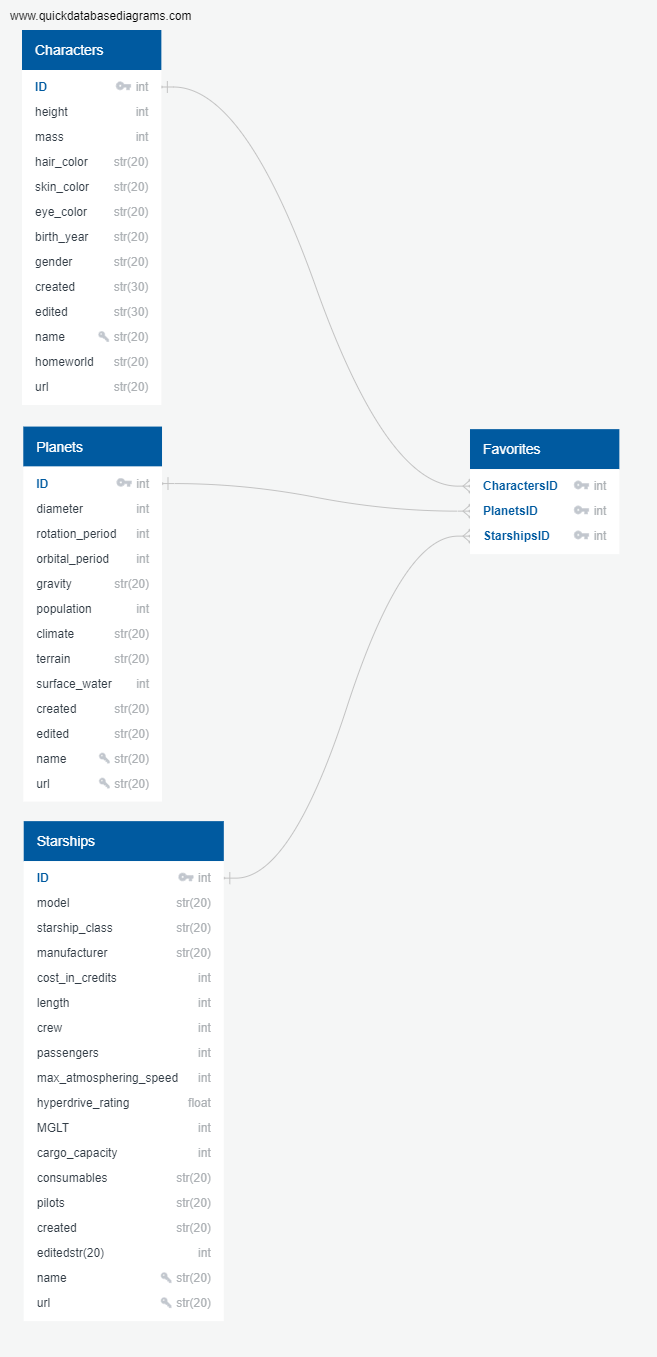 www.quickdatabasediagrams.com
Characters
ID int
height int
mass int
hair_color str(20)
skin_color str(20)
eye_color str(20)
birth_year str(20)
gender str(20)
created str(30)
edited str(30)
name str(20)
homeworld str(20)
url str(20)
Planets
ID int
diameter int
rotation_period int
orbital_period int
gravity str(20)
population int
climate str(20)
terrain str(20)
surface_water int
created str(20)
edited str(20)
name str(20)
url str(20)
Favorites
CharactersID int
PlanetsID int
StarshipsID int
Starships
ID int
model str(20)
starship_class str(20)
manufacturer str(20)
cost_in_credits int
length int
crew int
passengers int
max_atmosphering_speed int
hyperdrive_rating float
MGLT int
cargo_capacity int
consumables str(20)
pilots str(20)
created str(20)
editedstr(20) int
name str(20)
url str(20)